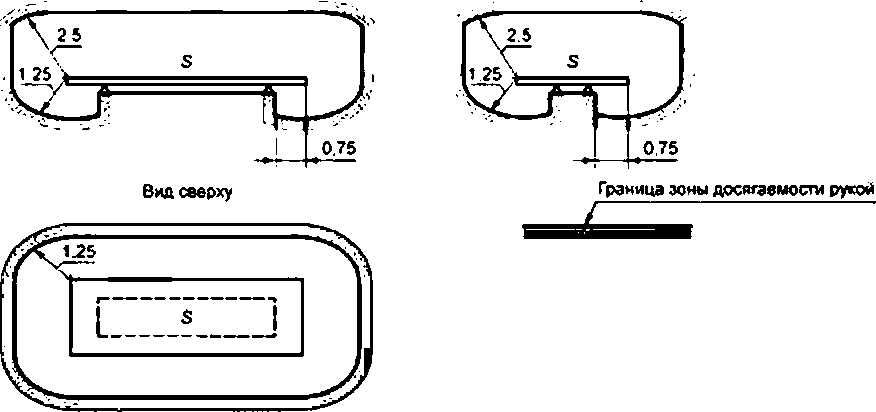 2.5
S
1.25
0.75
2.5
S
1.25
0.75
Вид сверху
Граница зоны досягаемости рукой
1.25
S